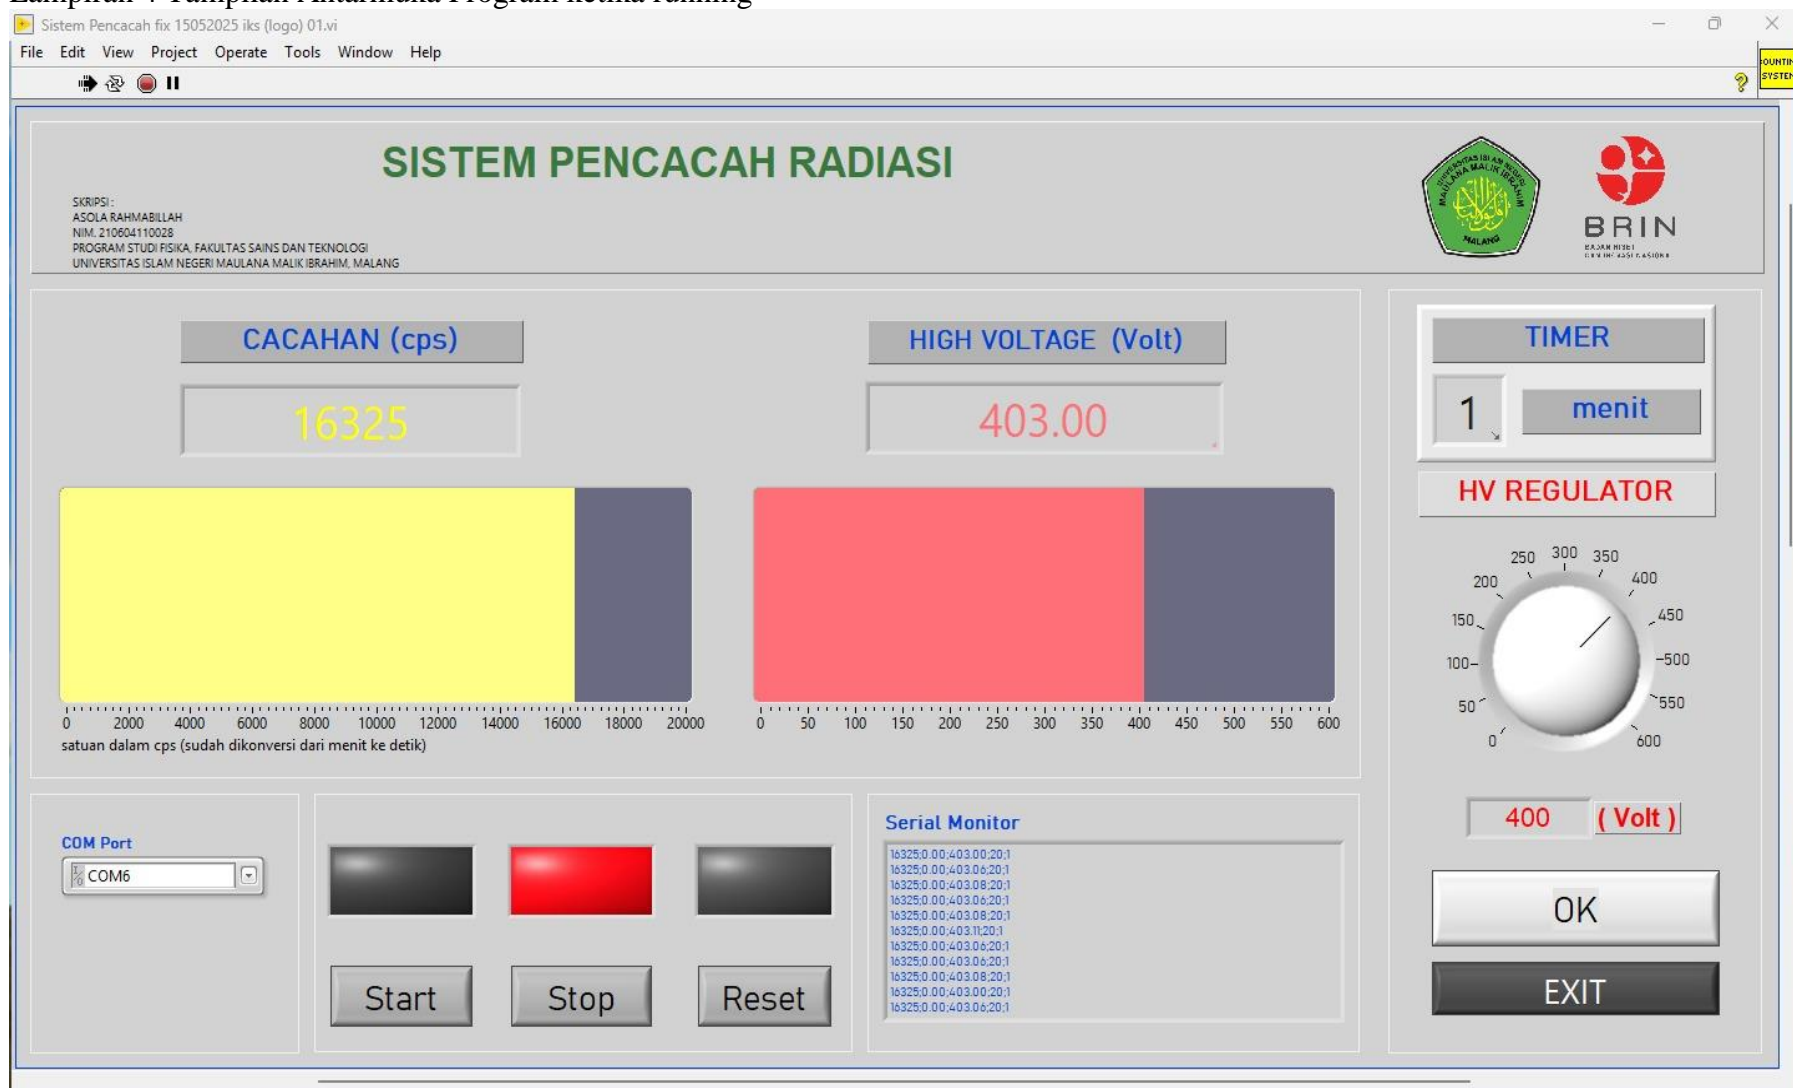 Lampiran 4 Tampilan Antarmuka Program ketika running
Sistem Pencacah fix 15052025 iks (logo) 01.vi
File Edit View Project Operate Tools Window Help
SISTEM PENCACAH RADIASI
SKRIPSI :
ASOLA RAHMABILLAH
NIM. 210604110028
PROGRAM STUDI FISIKA, FAKULTAS SAINS DAN TEKNOLOGI
UNIVERSITAS ISLAM NEGERI MAULANA MALIK IBRAHIM, MALANG
MALANG
BRIN
CACAHAN (cps)
16325
0 2000 4000 6000 8000 10000 12000 14000 16000 18000 20000
satuan dalam cps (sudah dikonversi dari menit ke detik)
HIGH VOLTAGE (Volt)
403.00
0 50 100 150 200 250 300 350 400 450 500 550 600
TIMER
1 menit
HV REGULATOR
0 50 100 150 200 250 300 350 400 450 500 550 600
400 ( Volt )
OK
EXIT
COM Port
COM6
Start Stop Reset
Serial Monitor
16325;0.00;403.00;20;1
16325;0.00;403.06;20;1
16325;0.00;403.08;20;1
16325;0.00;403.06;20;1
16325;0.00;403.08;20;1
16325;0.00;403.11;20;1
16325;0.00;403.06;20;1
16325;0.00;403.06;20;1
16325;0.00;403.08;20;1
16325;0.00;403.00;20;1
16325;0.00;403.06;20;1